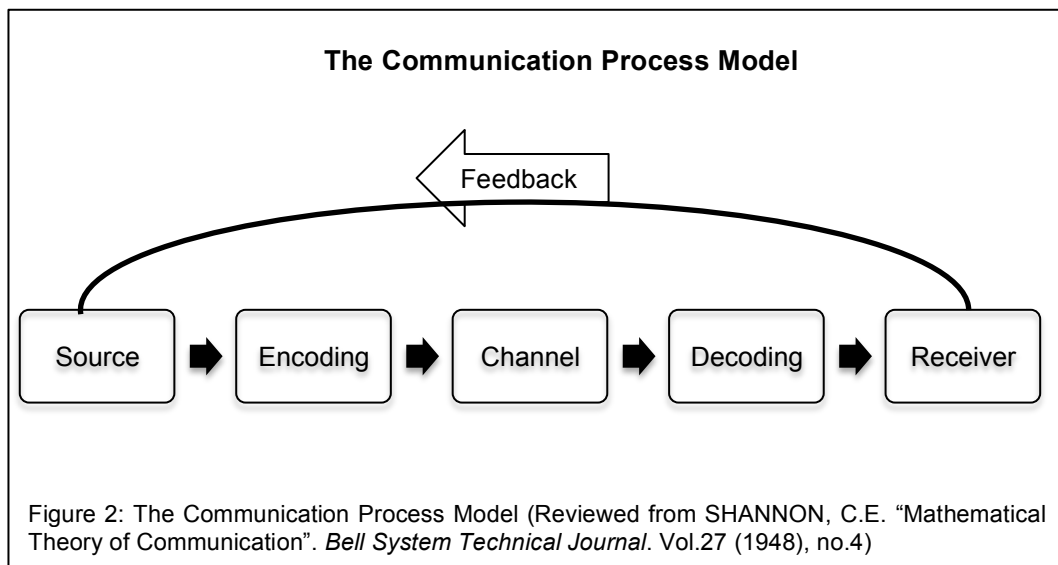 The Communication Process Model
Feedback
Source
Encoding
Channel
Decoding
Receiver
Figure 2: The Communication Process Model (Reviewed from SHANNON, C.E. “Mathematical
Theory of Communication”. Bell System Technical Journal. Vol.27 (1948), no.4)